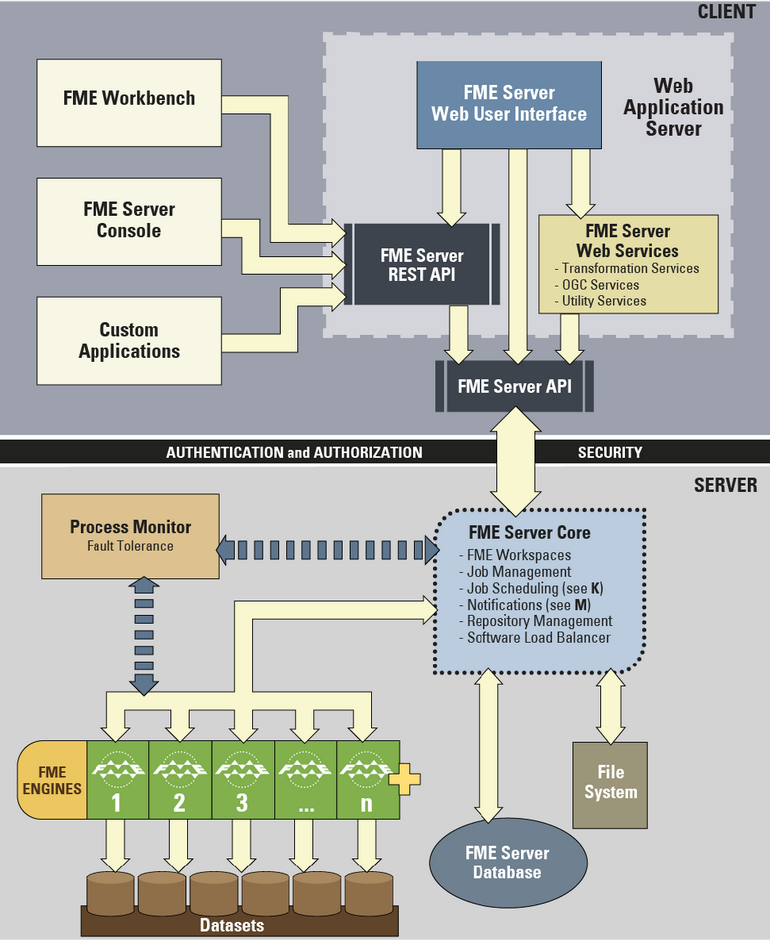 CLIENT
FME Workbench
FME Server
Web User Interface
Web
Application
Server
FME Server
Console
FME Server
REST API
FME Server
Web Services
- Transformation Services
- OGC Services
- Utility Services
Custom
Applications
FME Server API
AUTHENTICATION and AUTHORIZATION
SECURITY
SERVER
Process Monitor
Fault Tolerance
FME Server Core
- FME Workspaces
- Job Management
- Job Scheduling (see K)
- Notifications (see M)
- Repository Management
- Software Load Balancer
FME
ENGINES
FME
FME
FME
FME
FME
1
2
3
...
n
File
System
FME Server
Database
Datasets